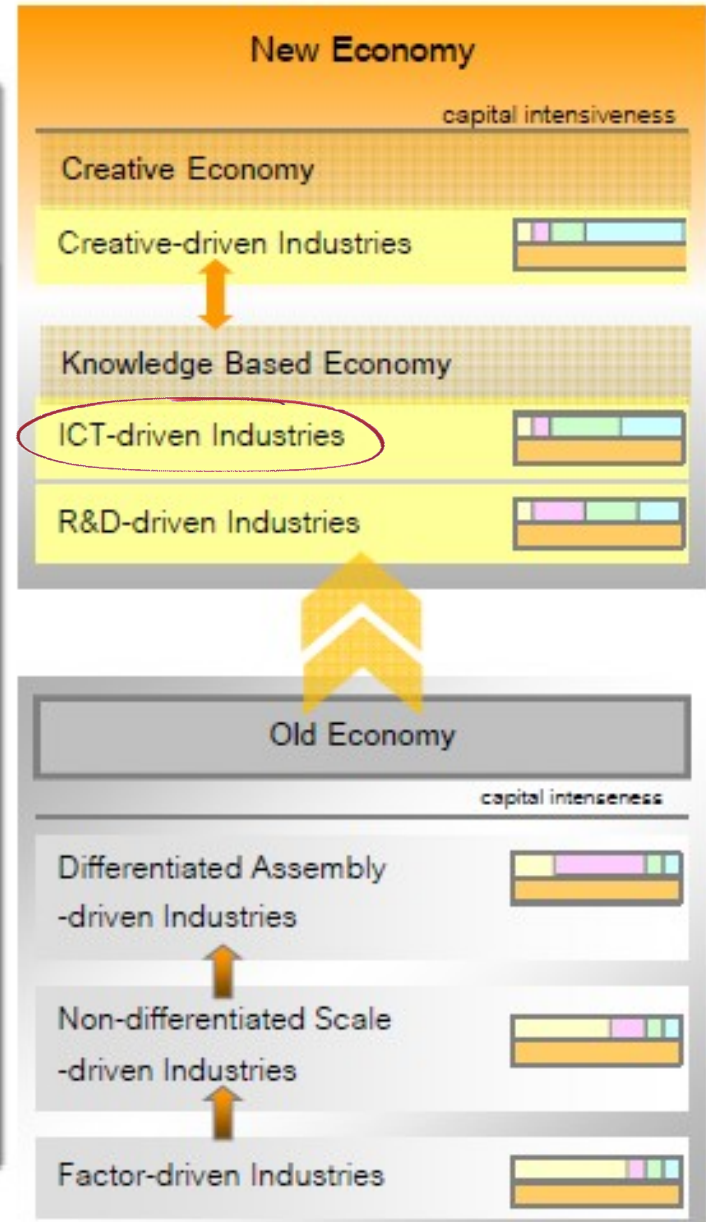 New Economy
capital intensiveness
Creative Economy
Creative-driven Industries
Knowledge Based Economy
ICT-driven Industries
R&D-driven Industries
Old Economy
capital intenseness
Differentiated Assembly
-driven Industries
Non-differentiated Scale
-driven Industries
Factor-driven Industries